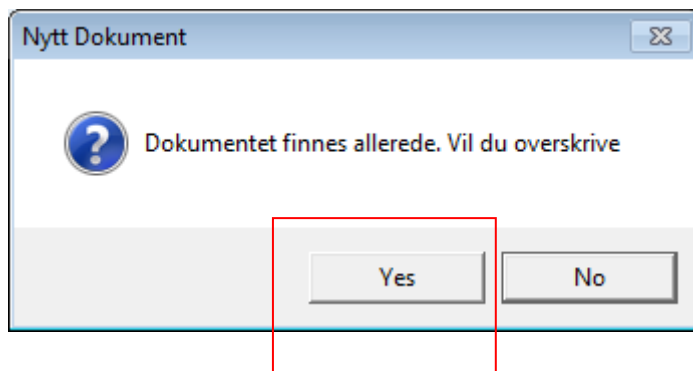 Nytt Dokument
Dokumentet finnes allerede. Vil du overskrive
Yes
No